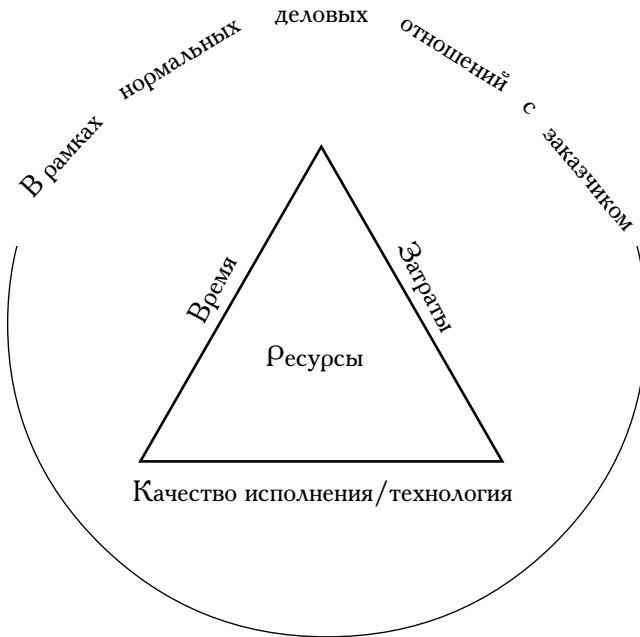 В рамках нормальных деловых отношений с заказчиком
Время
Затраты
Ресурсы
Качество исполнения/технология